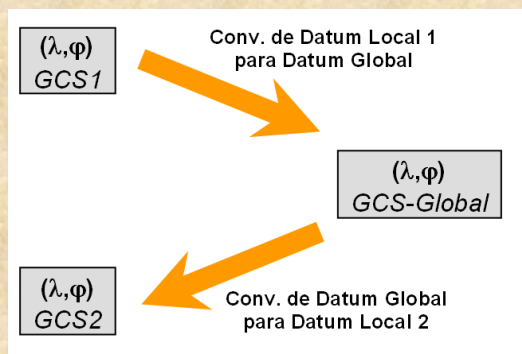 (λ,φ)
GCS1
Conv. de Datum Local 1
para Datum Global
(λ,φ)
GCS-Global
(λ,φ)
GCS2
Conv. de Datum Global
para Datum Local 2